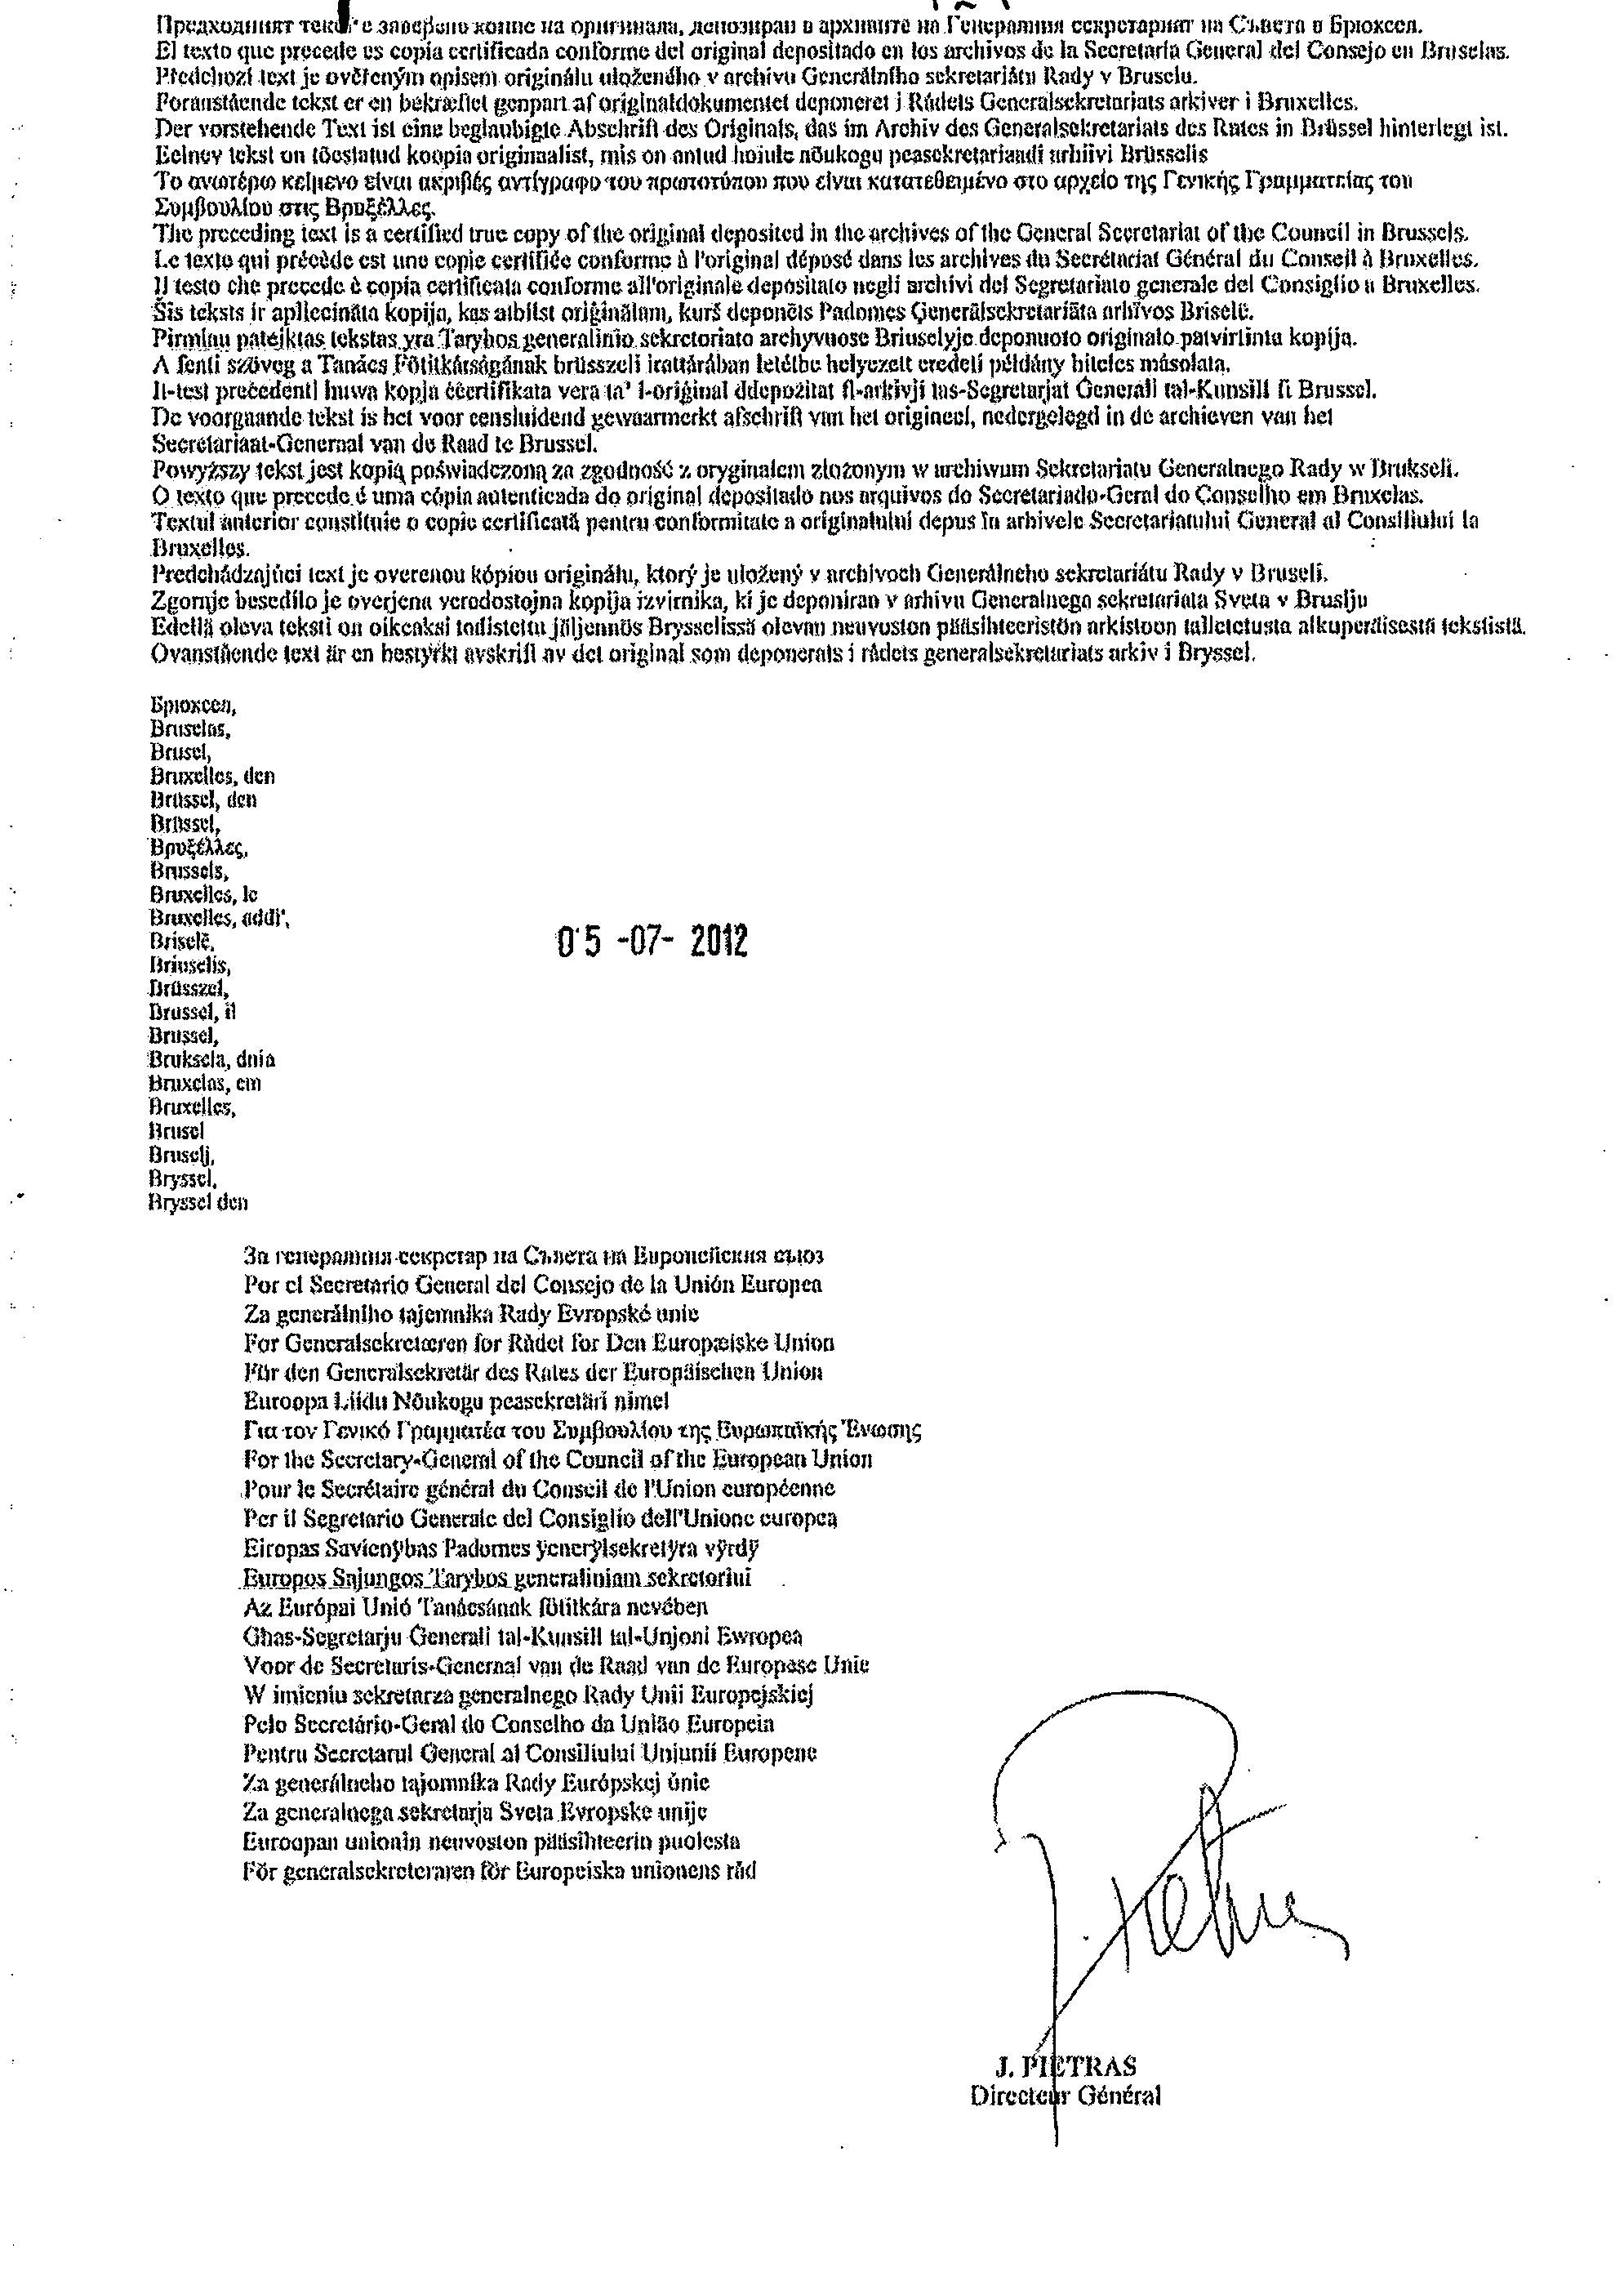 Предходният текст е заверено копие на оригинала, депозиран в архивите на Генералния секретариат на Съвета в Брюксел.
El texto que precede es copia certificada conforme del original depositado en los archivos de la Secretaría General del Consejo en Bruselas.
Předchozí text je ověřeným opisem originálu uloženého v archivu Generálního sekretariátu Rady v Bruselu.
Foranstående tekst er en bekræftet genpart af originaldokumentet deponeret i Rådets Generalsekretariats arkiver i Bruxelles.
Der vorstehende Text ist eine beglaubigte Abschrift des Originals, das im Archiv des Generalsekretariats des Rates in Brüssel hinterlegt ist.
Eelnev tekst on tõestatud koopia originaalist, mis on antud hoiule nõukogu peasekretariaadi arhiivi Brüsselis
Το ανωτέρω κείμενο είναι ακριβές αντίγραφο του πρωτοτύπου που είναι κατατεθειμένο στο αρχείο της Γενικής Γραμματείας του
Συμβουλίου στις Βρυξέλλες.
The preceding text is a certified true copy of the original deposited in the archives of the General Secretariat of the Council in Brussels.
Le texte qui précède est une copie certifiée conforme à l'original déposé dans les archives du Secrétariat Général du Conseil à Bruxelles.
Il testo che precede è copia certificata conforme all'originale depositato negli archivi del Segretariato generale del Consiglio a Bruxelles.
Šis teksts ir apliecināta kopija, kas atbilst oriģinālam, kurš deponēts Padomes Ģenerālsekretariāta arhīvos Briselē.
Pirmiau pateiktas tekstas yra Tarybos generalinio sekretoriato archyvuose Briuselyje deponuoto originalo patvirtinta kopija.
A fenti szöveg a Tanács Főtitkárságának brüsszeli irattárában letétbe helyezett eredeti példány hiteles másolata.
It-test preċedenti huwa kopja ċċertifikata vera ta' l-oriġinal ddepożitat fl-arkivji tas-Segretarjat Ġenerali tal-Kunsill fi Brussel.
De voorgaande tekst is het voor eensluidend gewaarmerkt afschrift van het origineel, nedergelegd in de archieven van het
Secretariaat-Generaal van de Raad te Brussel.
Powyższy tekst jest kopią poświadczoną za zgodność z oryginałem złożonym w archiwum Sekretariatu Generalnego Rady w Brukseli.
O texto que precede é uma cópia autenticada do original depositado nos arquivos do Secretariado-Geral do Conselho em Bruxelas.
Textul anterior constituie o copie certificată pentru conformitate a originalului depus în arhivele Secretariatului General al Consiliului la
Bruxelles.
Predchádzajúci text je overenou kópiou originálu, ktorý je uložený v archívoch Generálneho sekretariátu Rady v Bruseli.
Zgornje besedilo je overjena verodostojna kopija izvirnika, ki je deponiran v arhivu Generalnega sekretariata Sveta v Bruslju
Edellä oleva teksti on oikeaksi todistettu jäljennös Brysselissä olevan neuvoston pääsihteeristön arkistoon talletetusta alkuperäisestä tekstistä.
Ovanstående text är en bestyrkt avskrift av det original som deponerats i rådets generalsekretariats arkiv i Bryssel.
Брюксел,
Bruselas,
Brusel,
Bruxelles, den
Brüssel, den
Brüssel,
Βρυξέλλες,
Brussels,
Bruxelles, le
Bruxelles, addì',
Briselē,
Briuselis,
Brüsszel,
Brussel, il
Brussel,
Bruksela, dnia
Bruxelas, em
Bruxelles,
Brusel
Bruselj,
Bryssel,
Bryssel den
05 -07- 2012
За генералния секретар на Съвета на Европейския съюз
Por el Secretario General del Consejo de la Unión Europea
Za generálního tajemníka Rady Evropské unie
For Generalsekretæren for Rådet for Den Europæiske Union
Für den Generalsekretär des Rates der Europäischen Union
Euroopa Liidu Nõukogu peasekretäri nimel
Για τον Γενικό Γραμματέα του Συμβουλίου της Ευρωπαϊκής Ένωσης
For the Secretary-General of the Council of the European Union
Pour le Secrétaire général du Conseil de l'Union européenne
Per il Segretario Generale del Consiglio dell'Unione europea
Eiropas Savienÿbas Padomes ÿenerÿlsekretÿra vÿrdÿ
Europos Sąjungos Tarybos generaliniam sekretoriui
Az Európai Unió Tanácsának főtitkára nevében
Għas-Segretarju Ġenerali tal-Kunsill tal-Unjoni Ewropea
Voor de Secretaris-Generaal van de Raad van de Europese Unie
W imieniu sekretarza generalnego Rady Unii Europejskiej
Pelo Secretário-Geral do Conselho da União Europeia
Pentru Secretarul General al Consiliului Uniunii Europene
Za generálneho tajomníka Rady Európskej únie
Za generalnega sekretarja Sveta Evropske unije
Euroopan unionin neuvoston pääsihteerin puolesta
För generalsekreteraren för Europeiska unionens råd
J. PIETRAS
Directeur Général